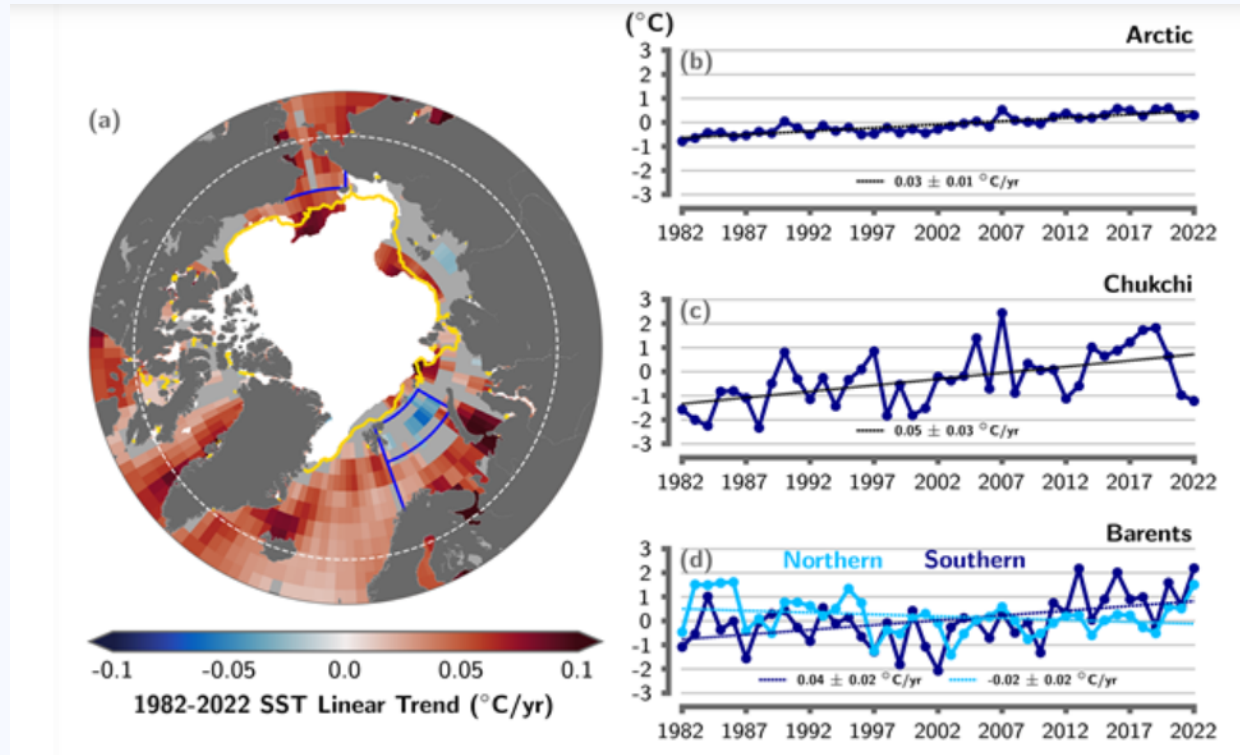 (a)
-0.1 -0.05 0.0 0.05 0.1
1982-2022 SST Linear Trend (°C/yr)
(°C)
Arctic
(b)
3
2
1
0
-1
-2
-3
0.03 ± 0.01 °C/yr
1982 1987 1992 1997 2002 2007 2012 2017 2022
Chukchi
(c)
3
2
1
0
-1
-2
-3
0.05 ± 0.03 °C/yr
1982 1987 1992 1997 2002 2007 2012 2017 2022
Barents
(d) Northern Southern
3
2
1
0
-1
-2
-3
0.04 ± 0.02 °C/yr -0.02 ± 0.02 °C/yr
1982 1987 1992 1997 2002 2007 2012 2017 2022